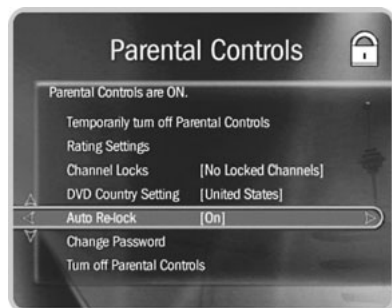 Parental Controls
Parental Controls are ON.
Temporarily turn off Parental Controls
Rating Settings
Channel Locks [No Locked Channels]
DVD Country Setting [United States]
Auto Re-lock [On]
Change Password
Turn off Parental Controls